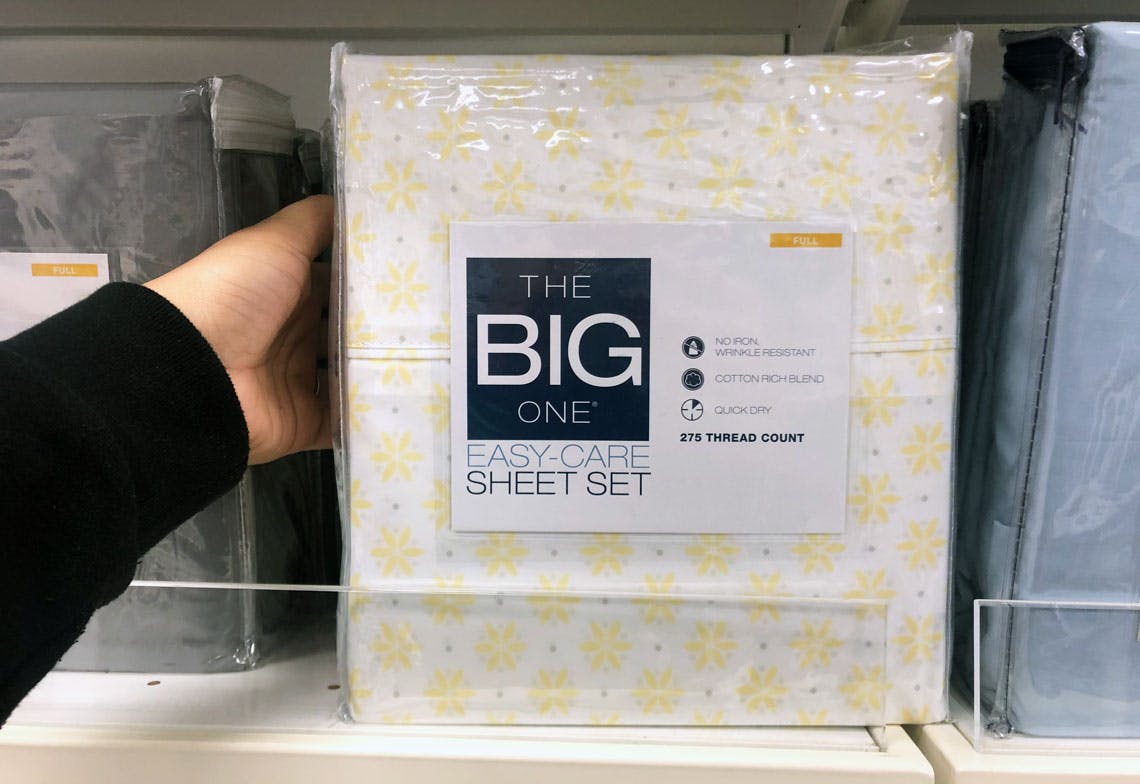 FULL
FULL
THE
BIG
ONE®
EASY-CARE
SHEET SET
NO IRON,
WRINKLE RESISTANT
COTTON RICH BLEND
QUICK DRY
275 THREAD COUNT